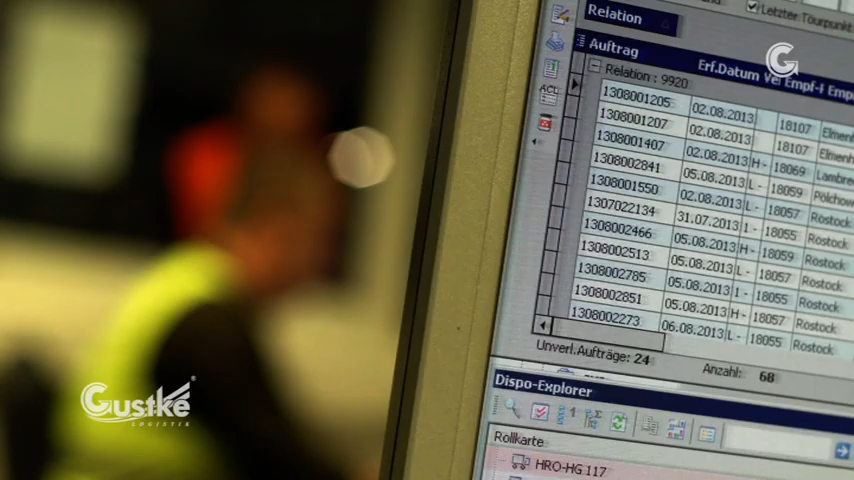 Letzter Tourpunkt
Relation
Auftrag Erf.Datum Empf-
Relation : 9920
1308001205 02.08.2013 18107
1308001207 02.08.2013 18107
1308001407 02.08.2013 H - 18069
1308002841 05.08.2013 L - 18059
1308001550 02.08.2013 L - 18057 Rostock
1307022134 31.07.2013 I - 18055 Rostock
1308002466 05.08.2013 H - 18059 Rostock
1308002513 05.08.2013 L - 18057 Rostock
1308002785 05.08.2013 I - 18055 Rostock
1308002851 05.08.2013 H - 18057 Rostock
1308002273 06.08.2013 L - 18055 Rostock
Unverl.Aufträge: 24 Anzahl: 68
Dispo-Explorer
Rollkarte
HRO-HG 117
ACL
G
Gustke
LOGISTIK